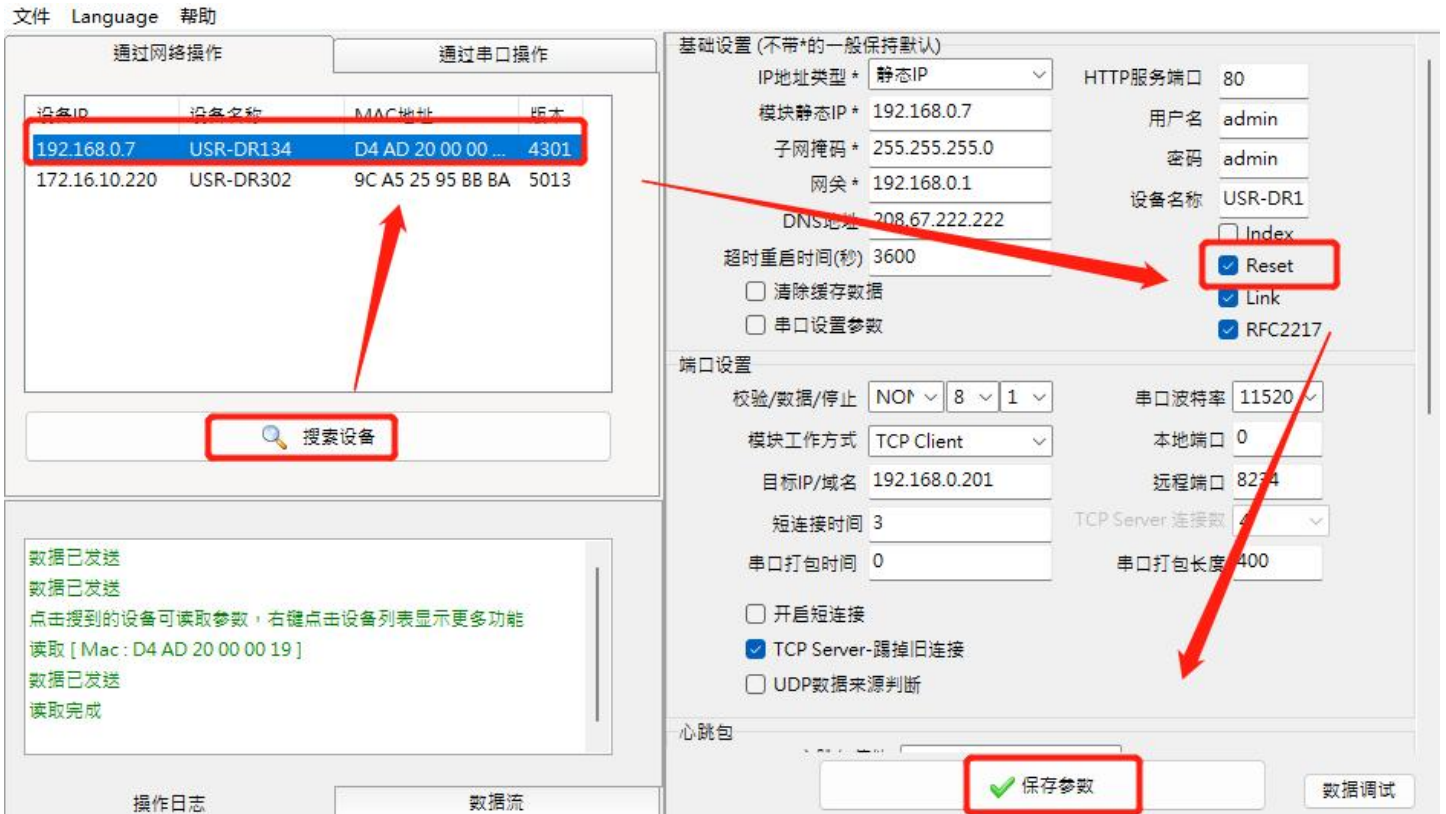 文件 Language 帮助
通过网络操作 通过串口操作
设备IP 设备名称 MAC地址 版本
192.168.0.7 USR-DR134 D4 AD 20 00 00 ... 4301
172.16.10.220 USR-DR302 9C A5 25 95 BB BA 5013
搜索设备
数据已发送
数据已发送
点击搜到的设备可读取参数，右键点击设备列表显示更多功能
读取 [ Mac : D4 AD 20 00 00 19 ]
数据已发送
读取完成
操作日志 数据流
基础设置 (不带*的一般保持默认)
IP地址类型 * 静态IP HTTP服务端口 80
模块静态IP * 192.168.0.7 用户名 admin
子网掩码 * 255.255.255.0 密码 admin
网关 * 192.168.0.1 设备名称 USR-DR1
DNS地址 208.67.222.222 Index
超时重启时间(秒) 3600 Reset
清除缓存数据 Link
串口设置参数 RFC2217
端口设置
校验/数据/停止 NON 8 1 串口波特率 11520
模块工作方式 TCP Client 本地端口 0
目标IP/域名 192.168.0.201 远程端口 8234
短连接时间 3 TCP Server 连接数 4
串口打包时间 0 串口打包长度 400
开启短连接
TCP Server-踢掉旧连接
UDP数据来源判断
心跳包
保存参数 数据调试